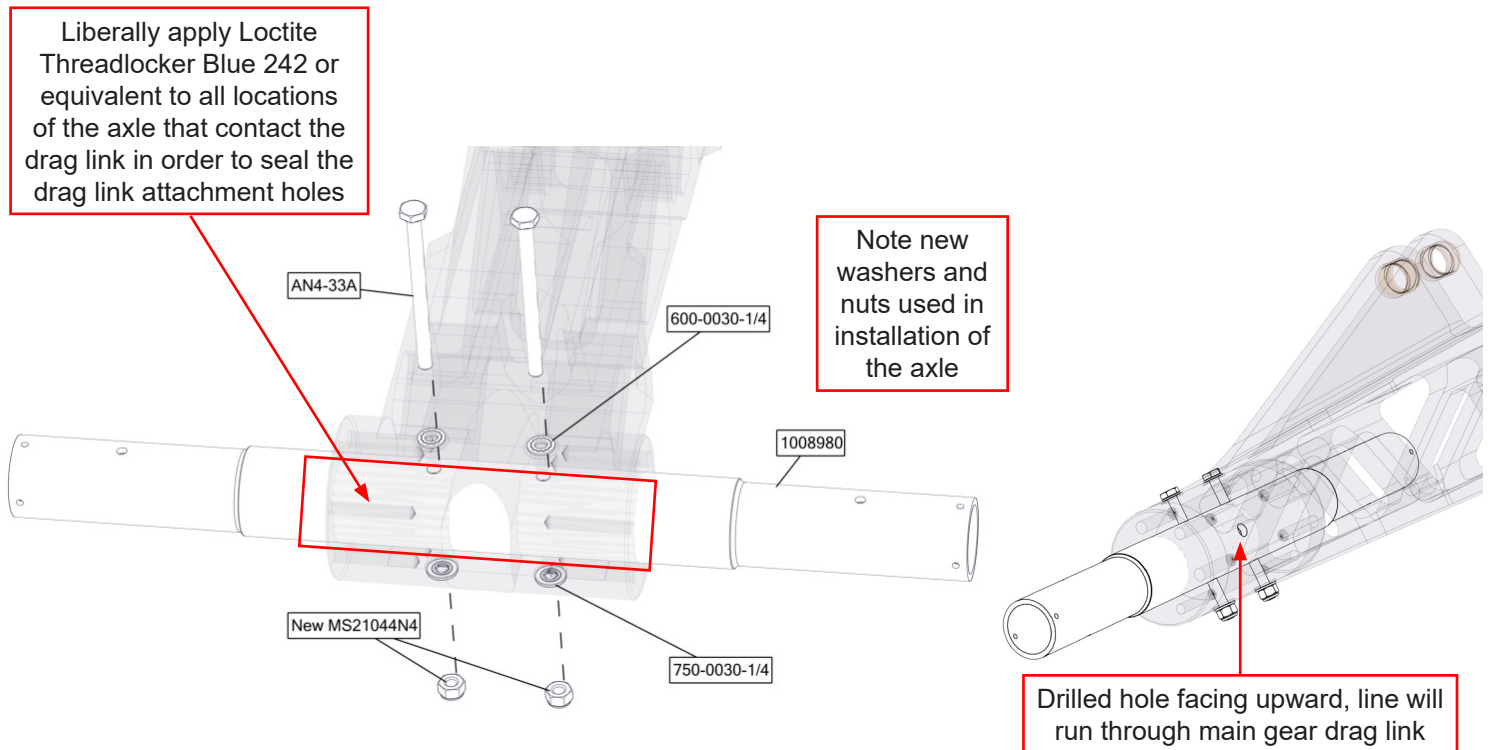 Liberally apply Loctite
Threadlocker Blue 242 or
equivalent to all locations
of the axle that contact the
drag link in order to seal the
drag link attachment holes
AN4-33A
600-0030-1/4
Note new
washers and
nuts used in
installation of
the axle
1008980
New MS21044N4
750-0030-1/4
Drilled hole facing upward, line will
run through main gear drag link